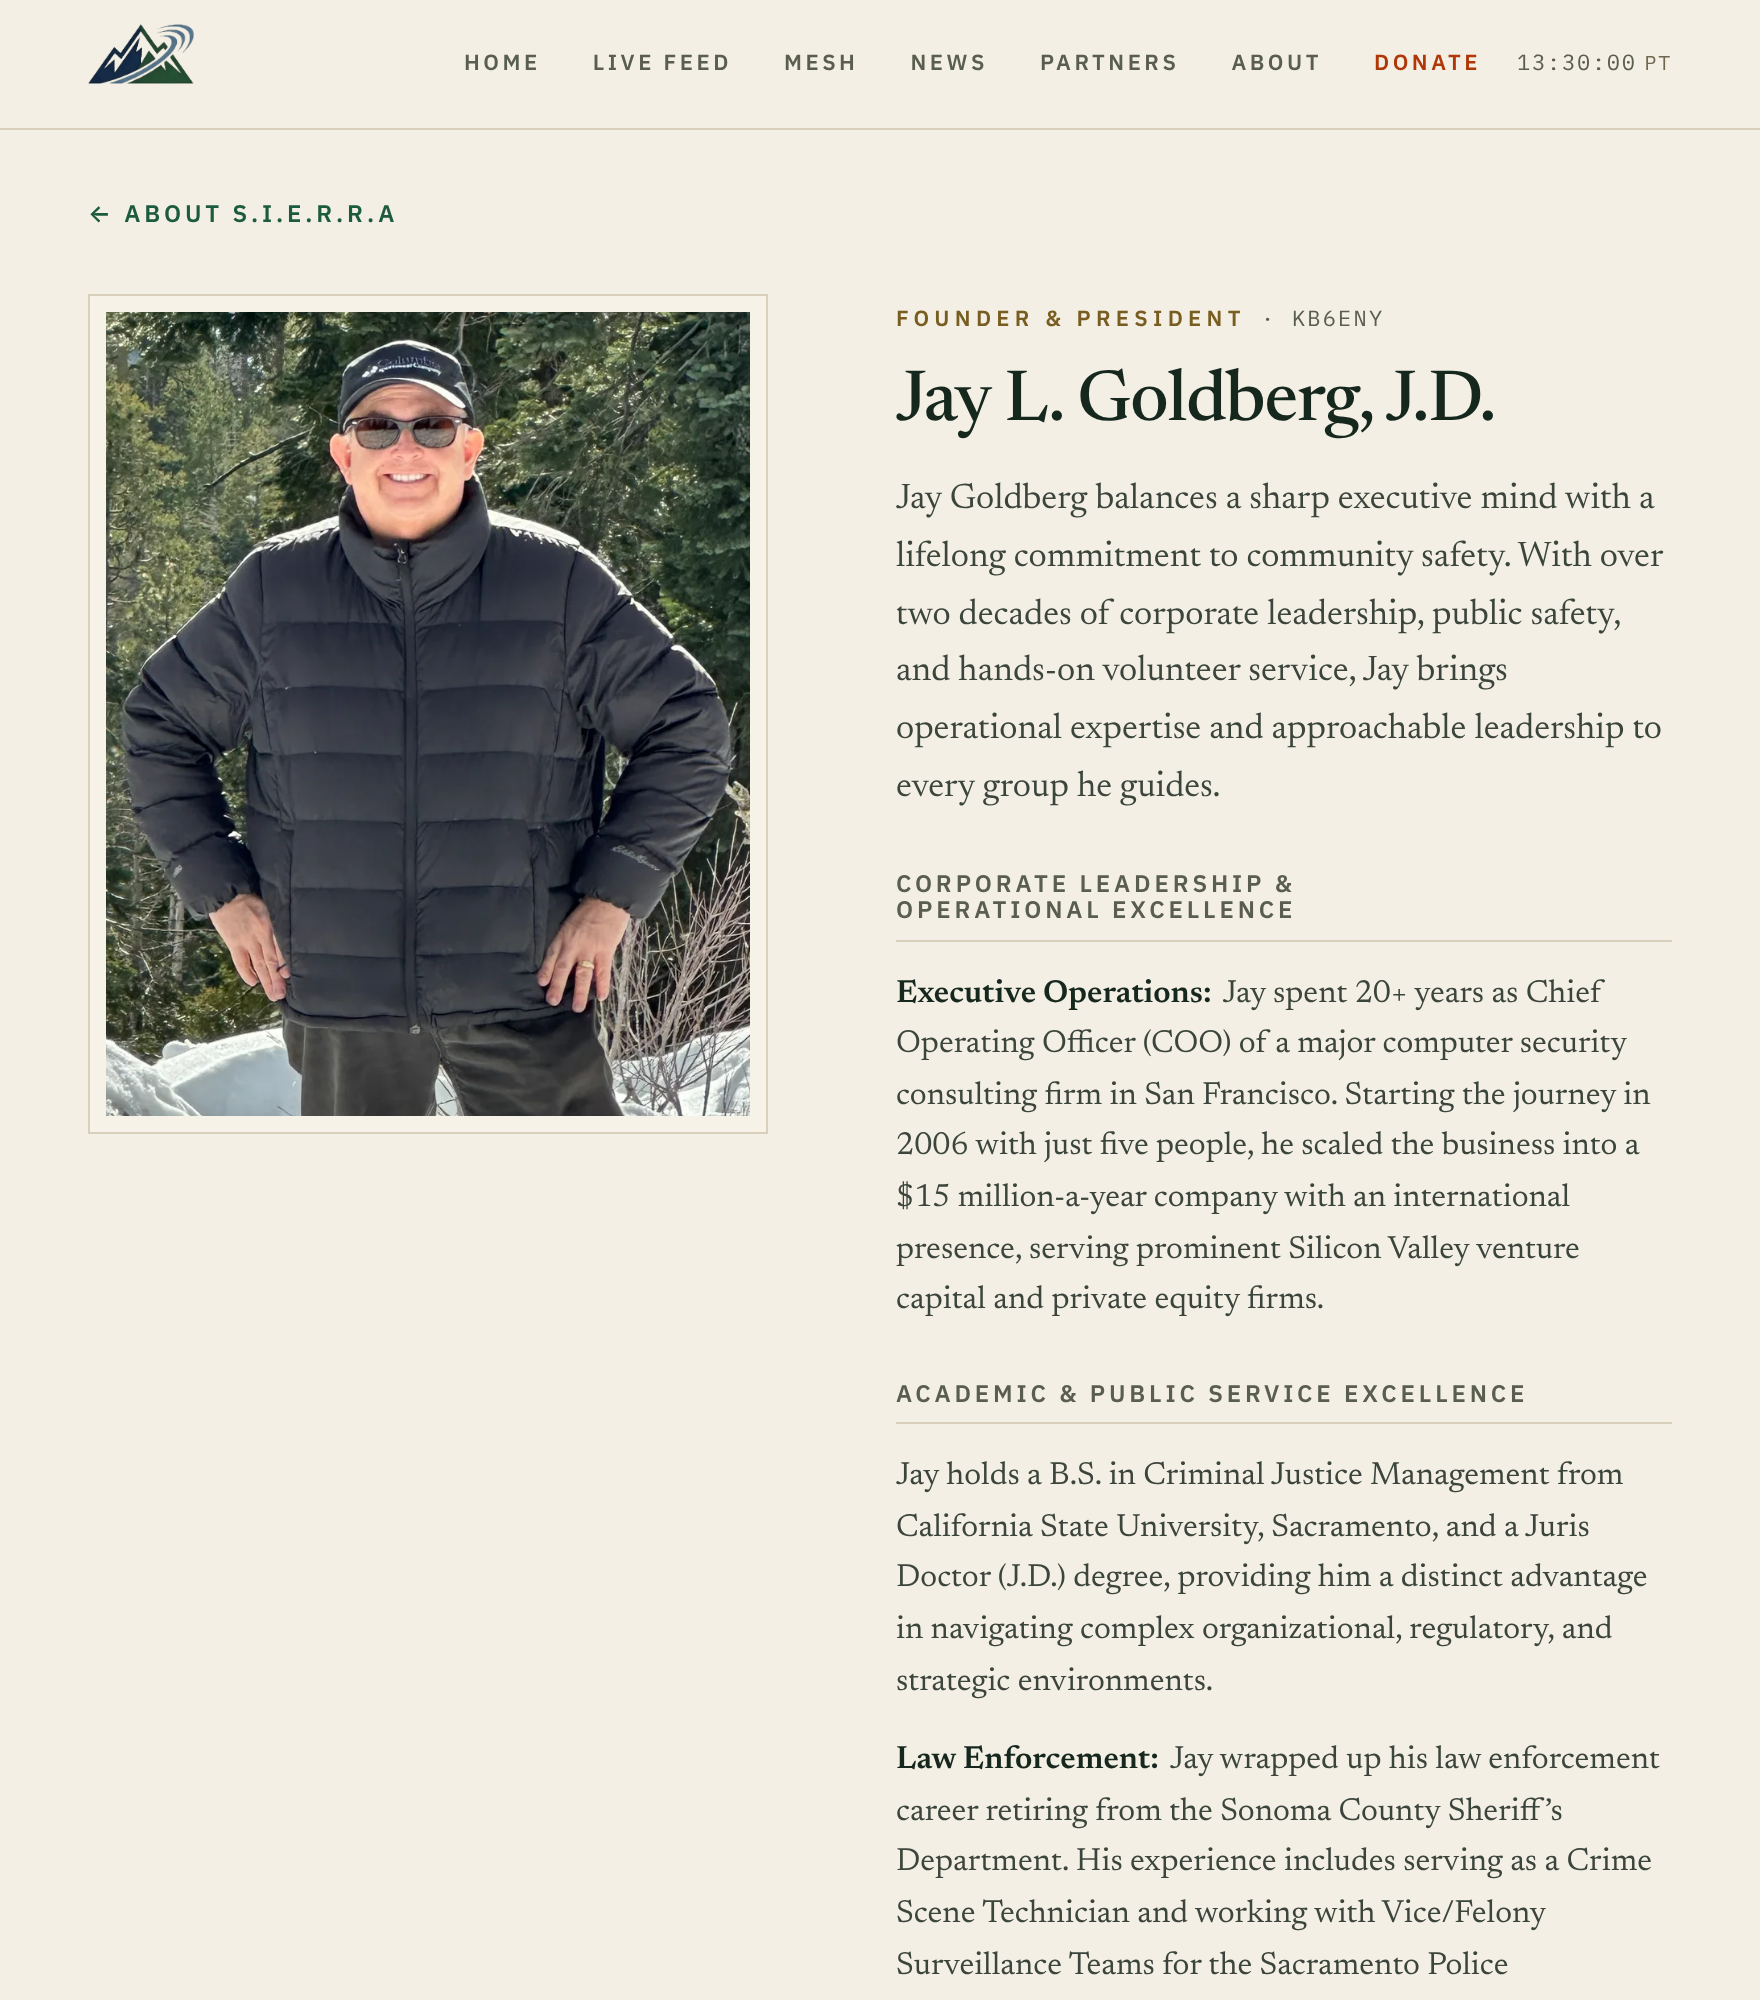 HOME LIVE FEED MESH NEWS PARTNERS ABOUT DONATE 13:30:00 PT
← ABOUT S.I.E.R.R.A
Columbia
Sportswear Company
Eddie Bauer
FOUNDER & PRESIDENT · KB6ENY
Jay L. Goldberg, J.D.
Jay Goldberg balances a sharp executive mind with a
lifelong commitment to community safety. With over
two decades of corporate leadership, public safety,
and hands-on volunteer service, Jay brings
operational expertise and approachable leadership to
every group he guides.
CORPORATE LEADERSHIP &
OPERATIONAL EXCELLENCE
Executive Operations: Jay spent 20+ years as Chief
Operating Officer (COO) of a major computer security
consulting firm in San Francisco. Starting the journey in
2006 with just five people, he scaled the business into a
$15 million-a-year company with an international
presence, serving prominent Silicon Valley venture
capital and private equity firms.
ACADEMIC & PUBLIC SERVICE EXCELLENCE
Jay holds a B.S. in Criminal Justice Management from
California State University, Sacramento, and a Juris
Doctor (J.D.) degree, providing him a distinct advantage
in navigating complex organizational, regulatory, and
strategic environments.
Law Enforcement: Jay wrapped up his law enforcement
career retiring from the Sonoma County Sheriff’s
Department. His experience includes serving as a Crime
Scene Technician and working with Vice/Felony
Surveillance Teams for the Sacramento Police